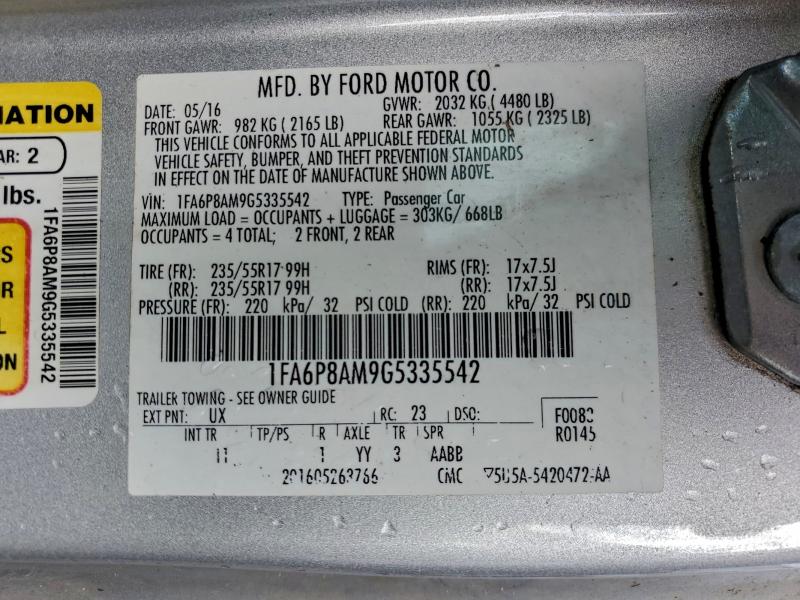 MATION
AR: 2
lbs.
PS
R
L
ON
1FA6P8AM9G5335542
MFD. BY FORD MOTOR CO.
DATE: 05/16 GVWR: 2032 KG ( 4480 LB)
FRONT GAWR: 982 KG ( 2165 LB) REAR GAWR: 1055 KG ( 2325 LB)
THIS VEHICLE CONFORMS TO ALL APPLICABLE FEDERAL MOTOR
VEHICLE SAFETY, BUMPER, AND THEFT PREVENTION STANDARDS
IN EFFECT ON THE DATE OF MANUFACTURE SHOWN ABOVE.
VIN: 1FA6P8AM9G5335542 TYPE: Passenger Car
MAXIMUM LOAD = OCCUPANTS + LUGGAGE = 303KG/ 668LB
OCCUPANTS = 4 TOTAL; 2 FRONT, 2 REAR
TIRE (FR): 235/55R17 99H RIMS (FR): 17x7.5J
(RR): 235/55R17 99H (RR): 17x7.5J
PRESSURE (FR): 220 kPa/ 32 PSI COLD (RR): 220 kPa/ 32 PSI COLD
1FA6P8AM9G5335542
TRAILER TOWING - SEE OWNER GUIDE
EXT PNT: UX RC: 23 DSO: F0083
R0145
INT TR TP/PS R AXLE TR SPR
1 YY 3 AABB
201605263766 CMC